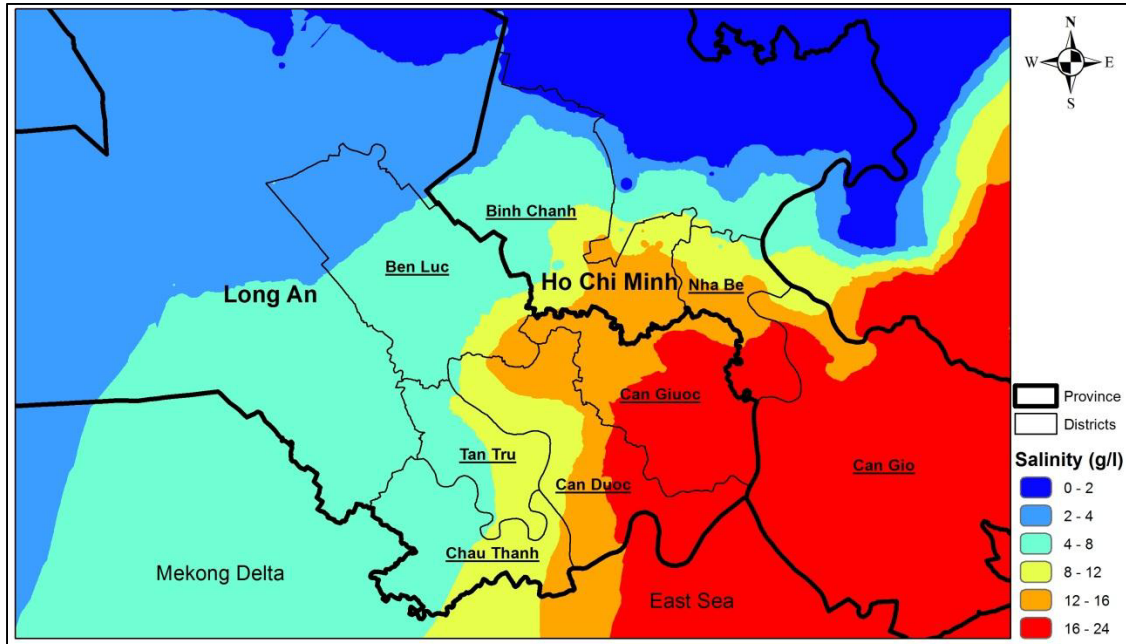 N
W E
S
Binh Chanh
Ben Luc
Ho Chi Minh
Nha Be
Long An
Can Giuoc
Tan Tru
Can Gio
Can Duoc
Chau Thanh
Mekong Delta
East Sea
Province
Districts
Salinity (g/l)
0 - 2
2 - 4
4 - 8
8 - 12
12 - 16
16 - 24